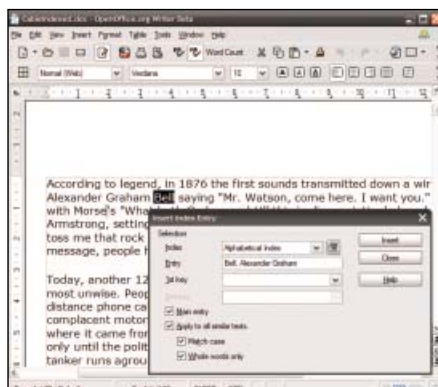 CableIndexed.doc - OpenOffice.org Writer Beta
File Edit View Insert Format Table Tools Window Help
Word Count
Normal (Web) Verdana 10
According to legend, in 1876 the first sounds transmitted down a wir
Alexander Graham Bell saying "Mr. Watson, come here. I want you."
with Morse's "What
Armstrong, setting
toss me that rock
message, people h
Insert Index Entry
Selection
Index Alphabetical Index Insert
Entry Bell, Alexander Graham Close
1st key Help
Main entry
Apply to all similar texts.
Match case
Whole words only
Today, another 12
most unwise. Peop
distance phone ca
complacent motor
where it came from
only until the polit
tanker runs agrou